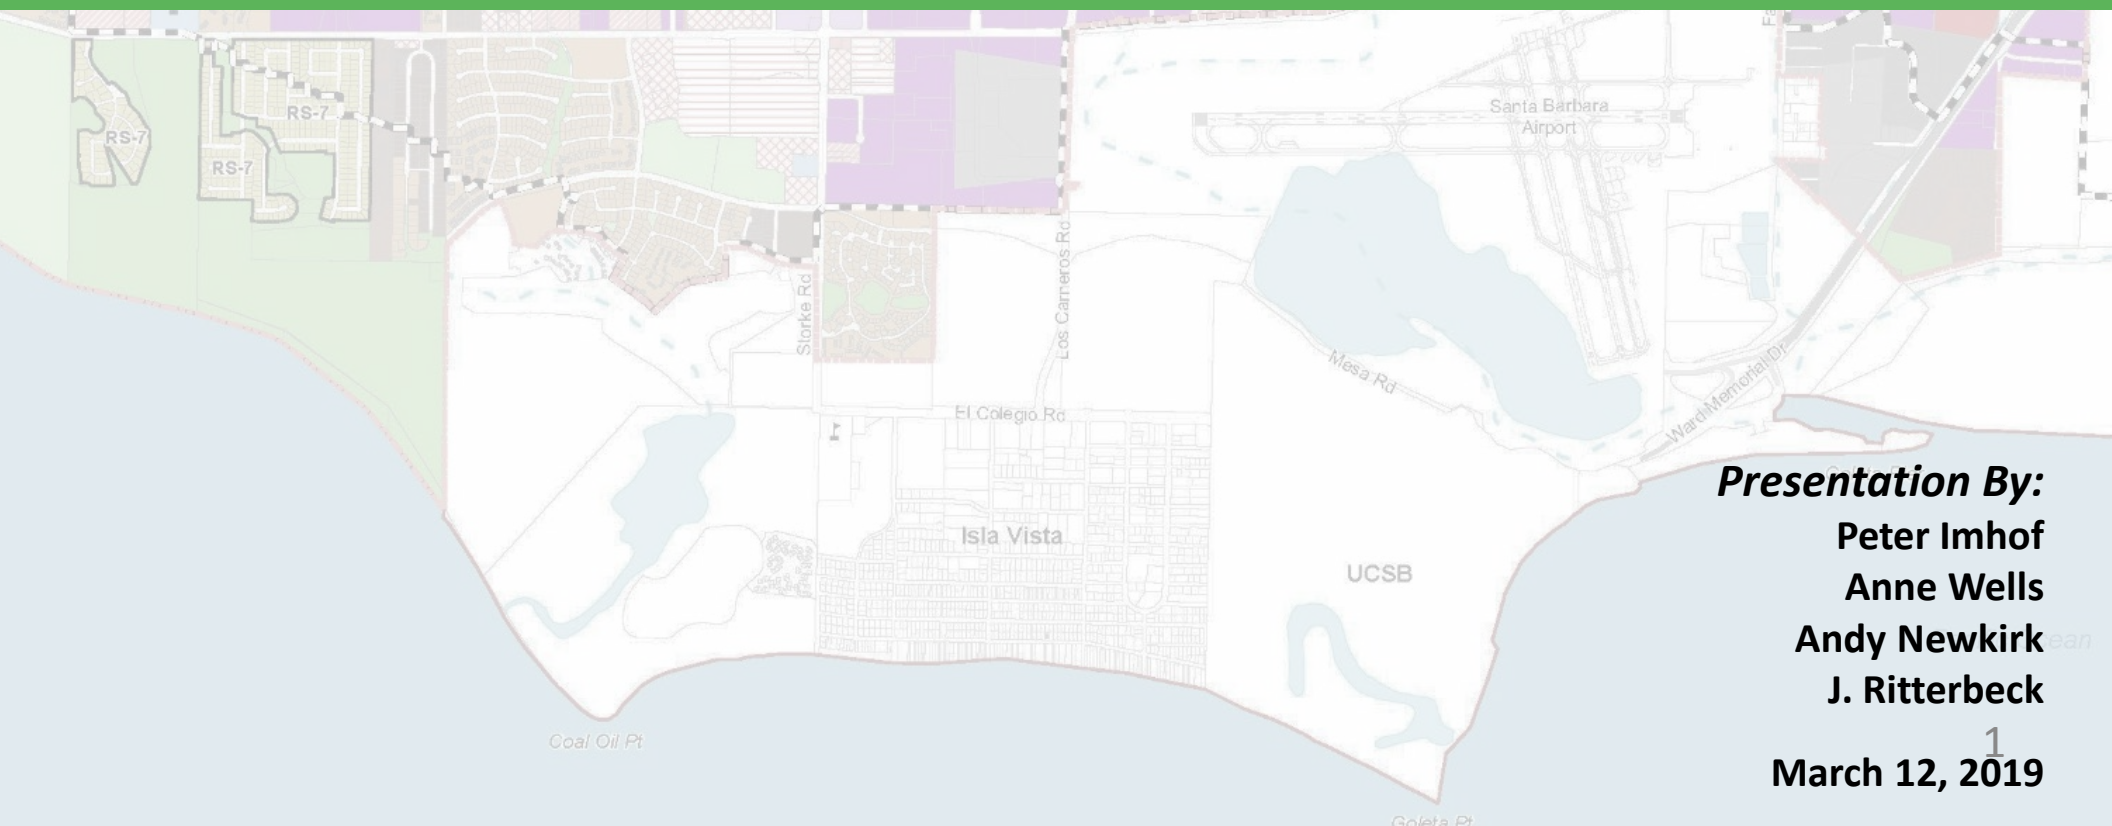 Santa Barbara
Airport
RS-7
RS-7
RS-7
Los Carneros Rd
Storke Rd
Mesa Rd
Ward Memorial Dr
El Colegio Rd
Presentation By:
Peter Imhof
Isla Vista
UCSB
Anne Wells
Andy Newkirk
J. Ritterbeck
Coal Oil Pt
1
March 12, 2019
Goleta Pt